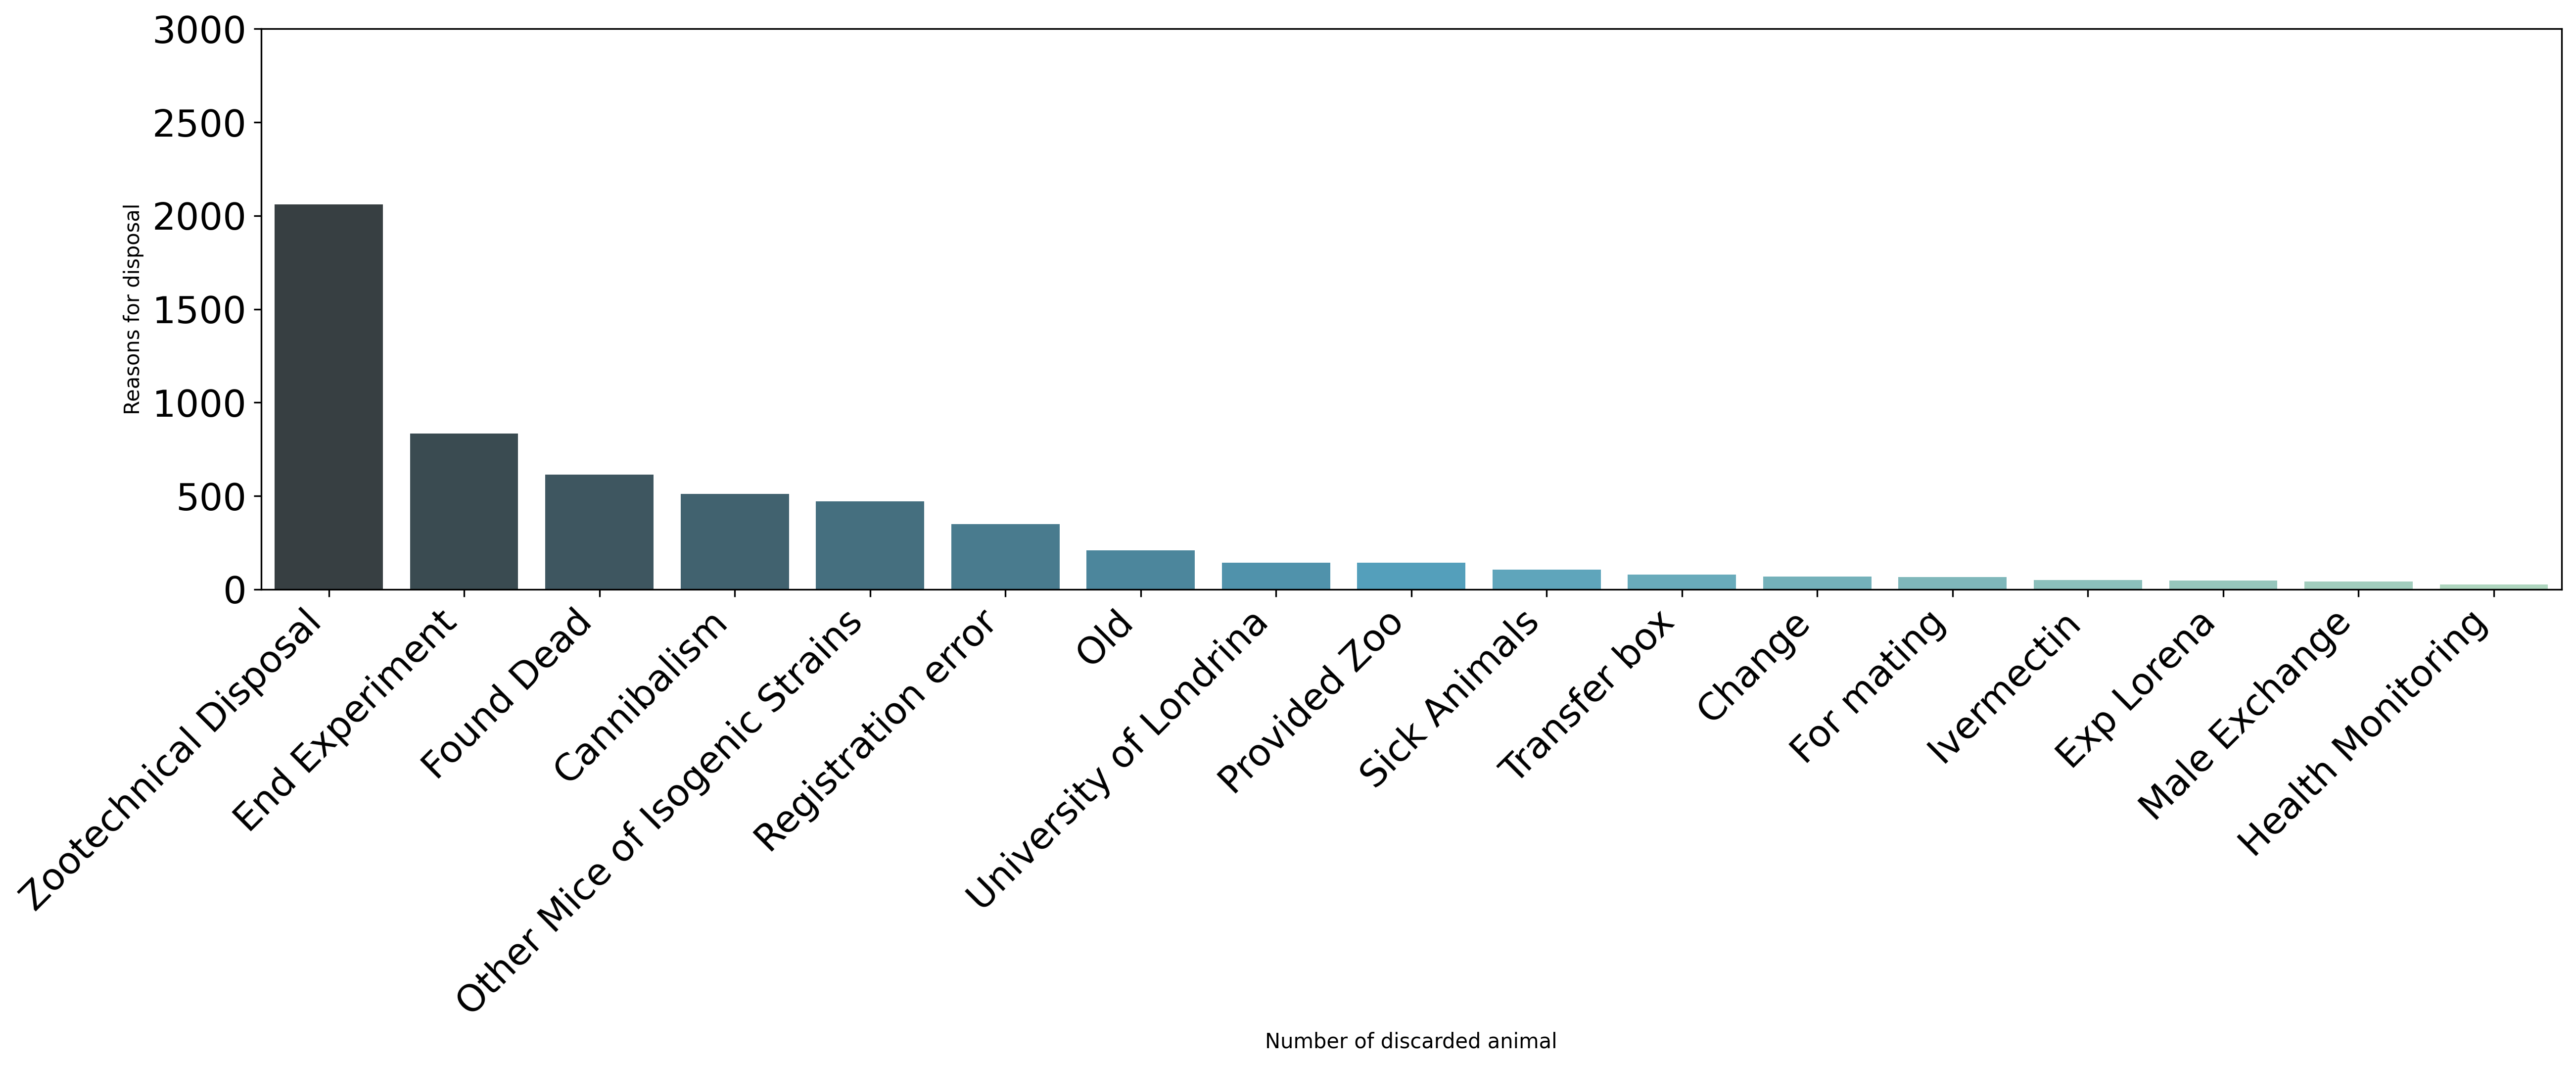 3000
2500
2000
1500
1000
500
0
Reasons for disposal
Zootechnical Disposal
End Experiment
Found Dead
Cannibalism
Other Mice of Isogenic Strains
Registration error
Old
University of Londrina
Provided Zoo
Sick Animals
Transfer box
Change
For mating
Ivermectin
Exp Lorena
Male Exchange
Health Monitoring
Number of discarded animal